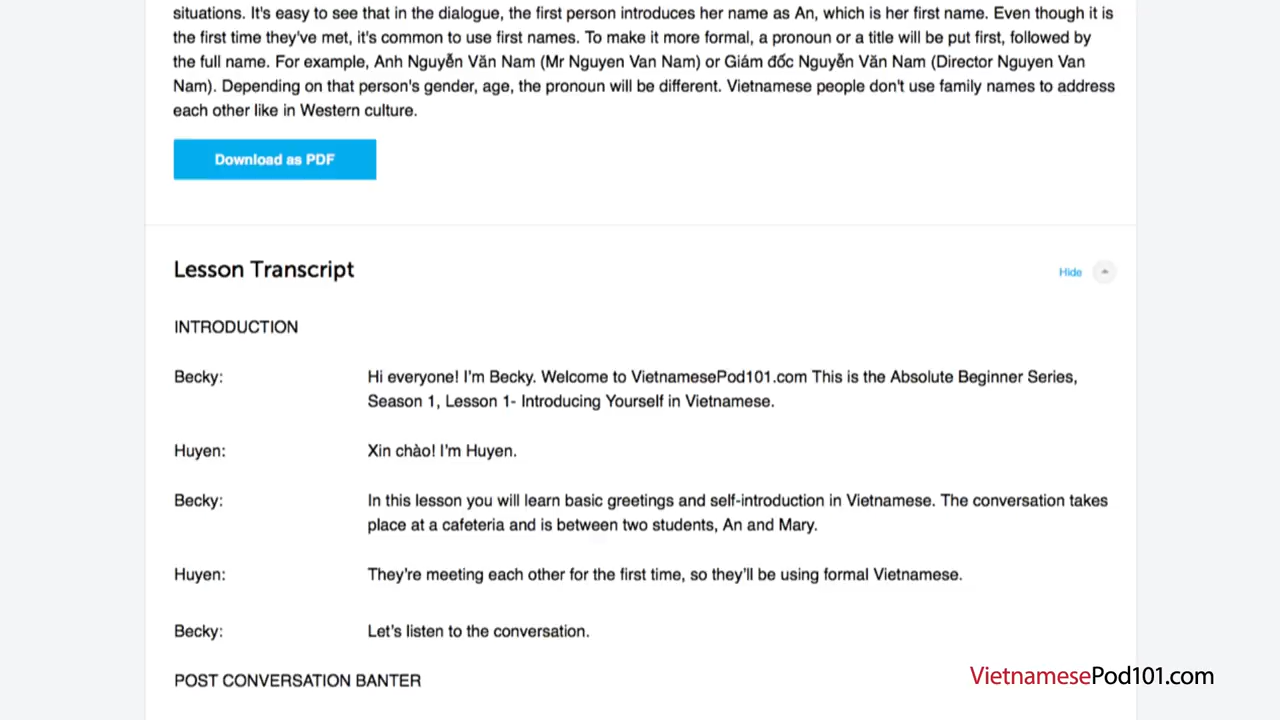 situations. It's easy to see that in the dialogue, the first person introduces her name as An, which is her first name. Even though it is
the first time they've met, it's common to use first names. To make it more formal, a pronoun or a title will be put first, followed by
the full name. For example, Anh Nguyễn Văn Nam (Mr Nguyen Van Nam) or Giám đốc Nguyễn Văn Nam (Director Nguyen Van
Nam). Depending on that person's gender, age, the pronoun will be different. Vietnamese people don't use family names to address
each other like in Western culture.
Download as PDF
Lesson Transcript
Hide
INTRODUCTION
Becky: Hi everyone! I'm Becky. Welcome to VietnamesePod101.com This is the Absolute Beginner Series,
Season 1, Lesson 1- Introducing Yourself in Vietnamese.
Huyen: Xin chào! I'm Huyen.
Becky: In this lesson you will learn basic greetings and self-introduction in Vietnamese. The conversation takes
place at a cafeteria and is between two students, An and Mary.
Huyen: They're meeting each other for the first time, so they'll be using formal Vietnamese.
Becky: Let's listen to the conversation.
POST CONVERSATION BANTER
VietnamesePod101.com